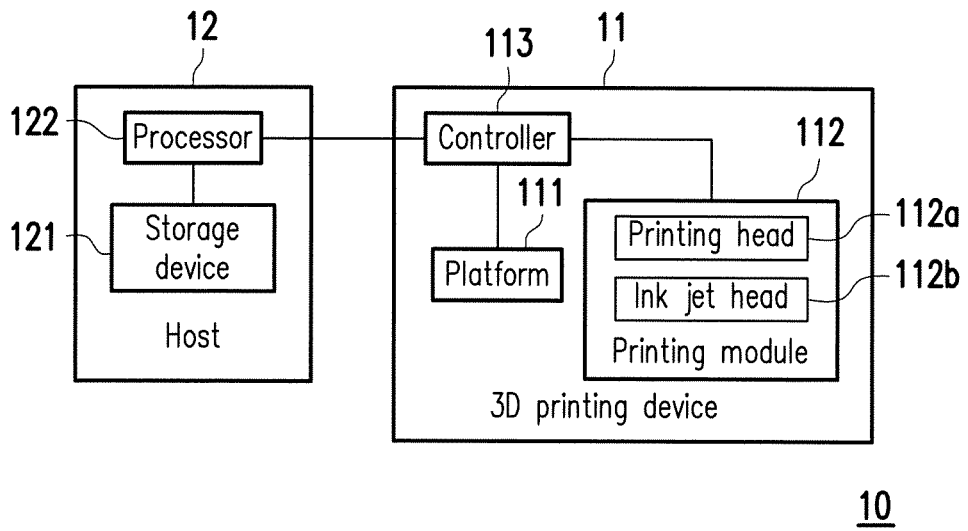 12
11
113
122
Processor
Controller
112
111
112a
121
Storage
device
Printing head
Platform
Ink jet head
112b
Host
Printing module
3D printing device
10